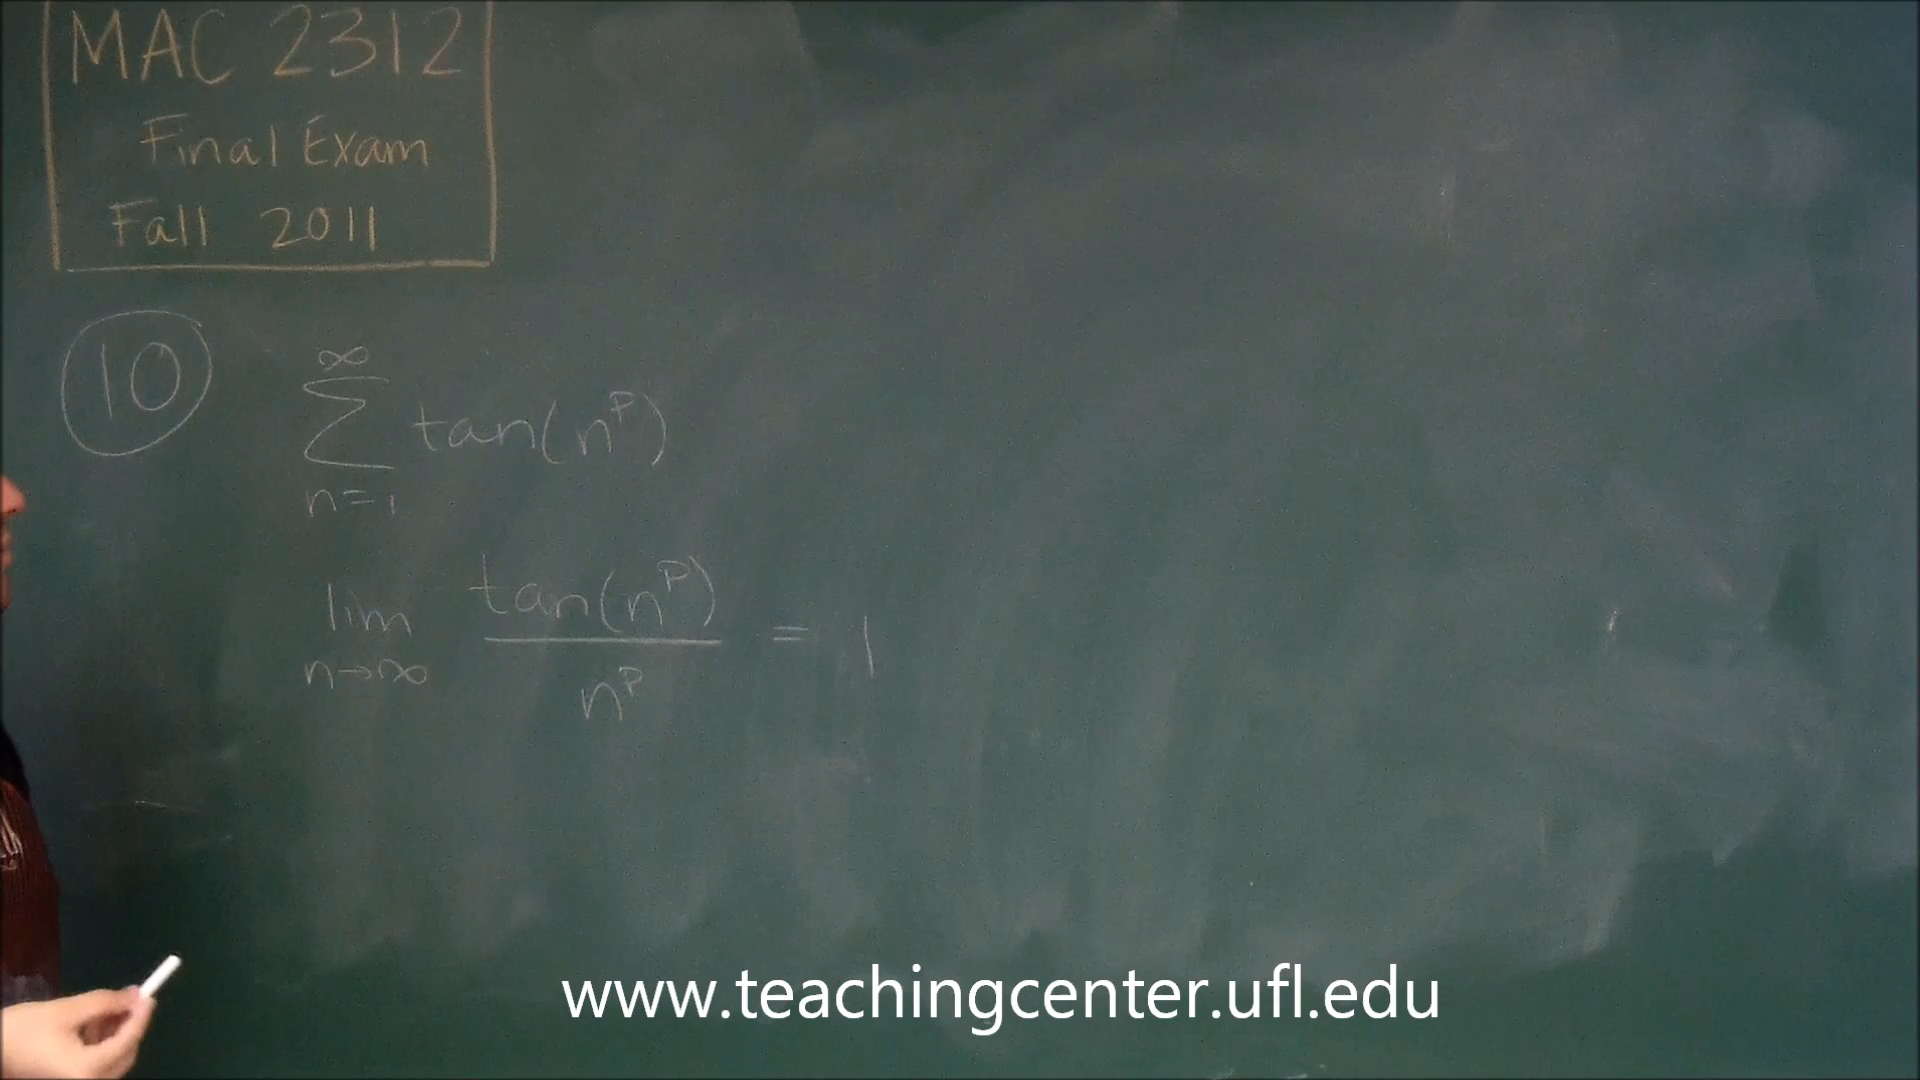 MAC 2312
Final Exam
Fall 2011
10
∞
∑ tan(n^p)
n=1
lim tan(n^p) / n^p = 1
n→∞
www.teachingcenter.ufl.edu